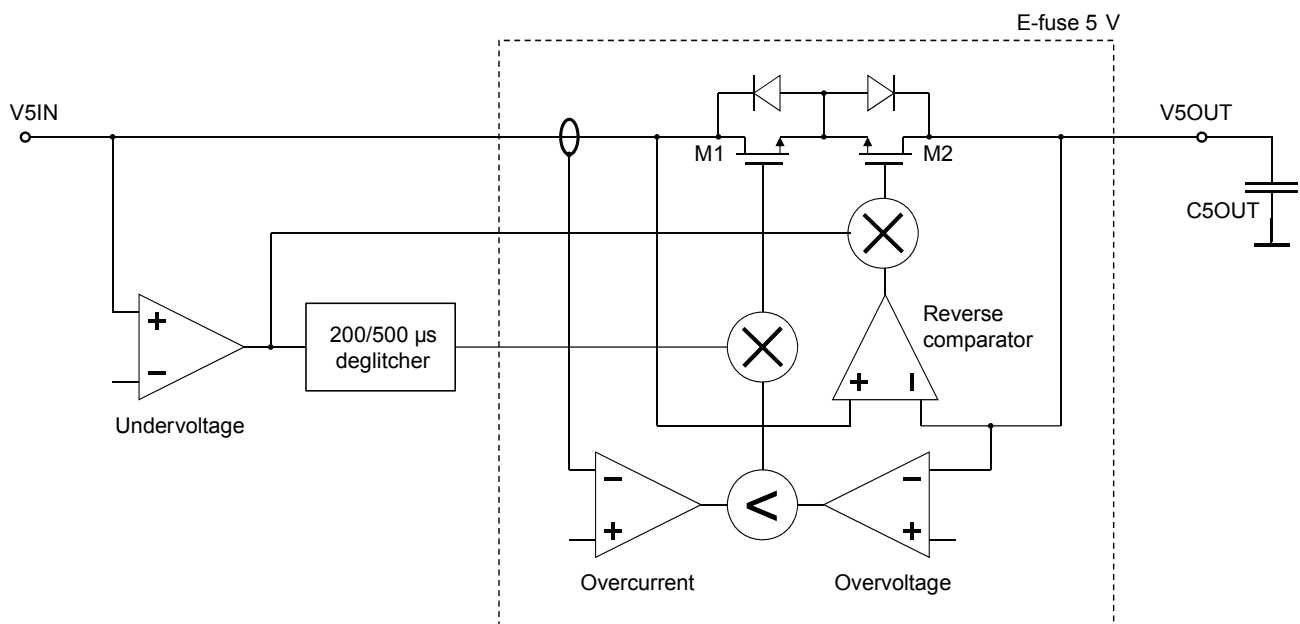 E-fuse 5 V
V5IN
V5OUT
M1
M2
C5OUT
+
−
200/500 µs
deglitcher
Reverse
comparator
+
−
Undervoltage
−
+
<
−
+
Overcurrent
Overvoltage